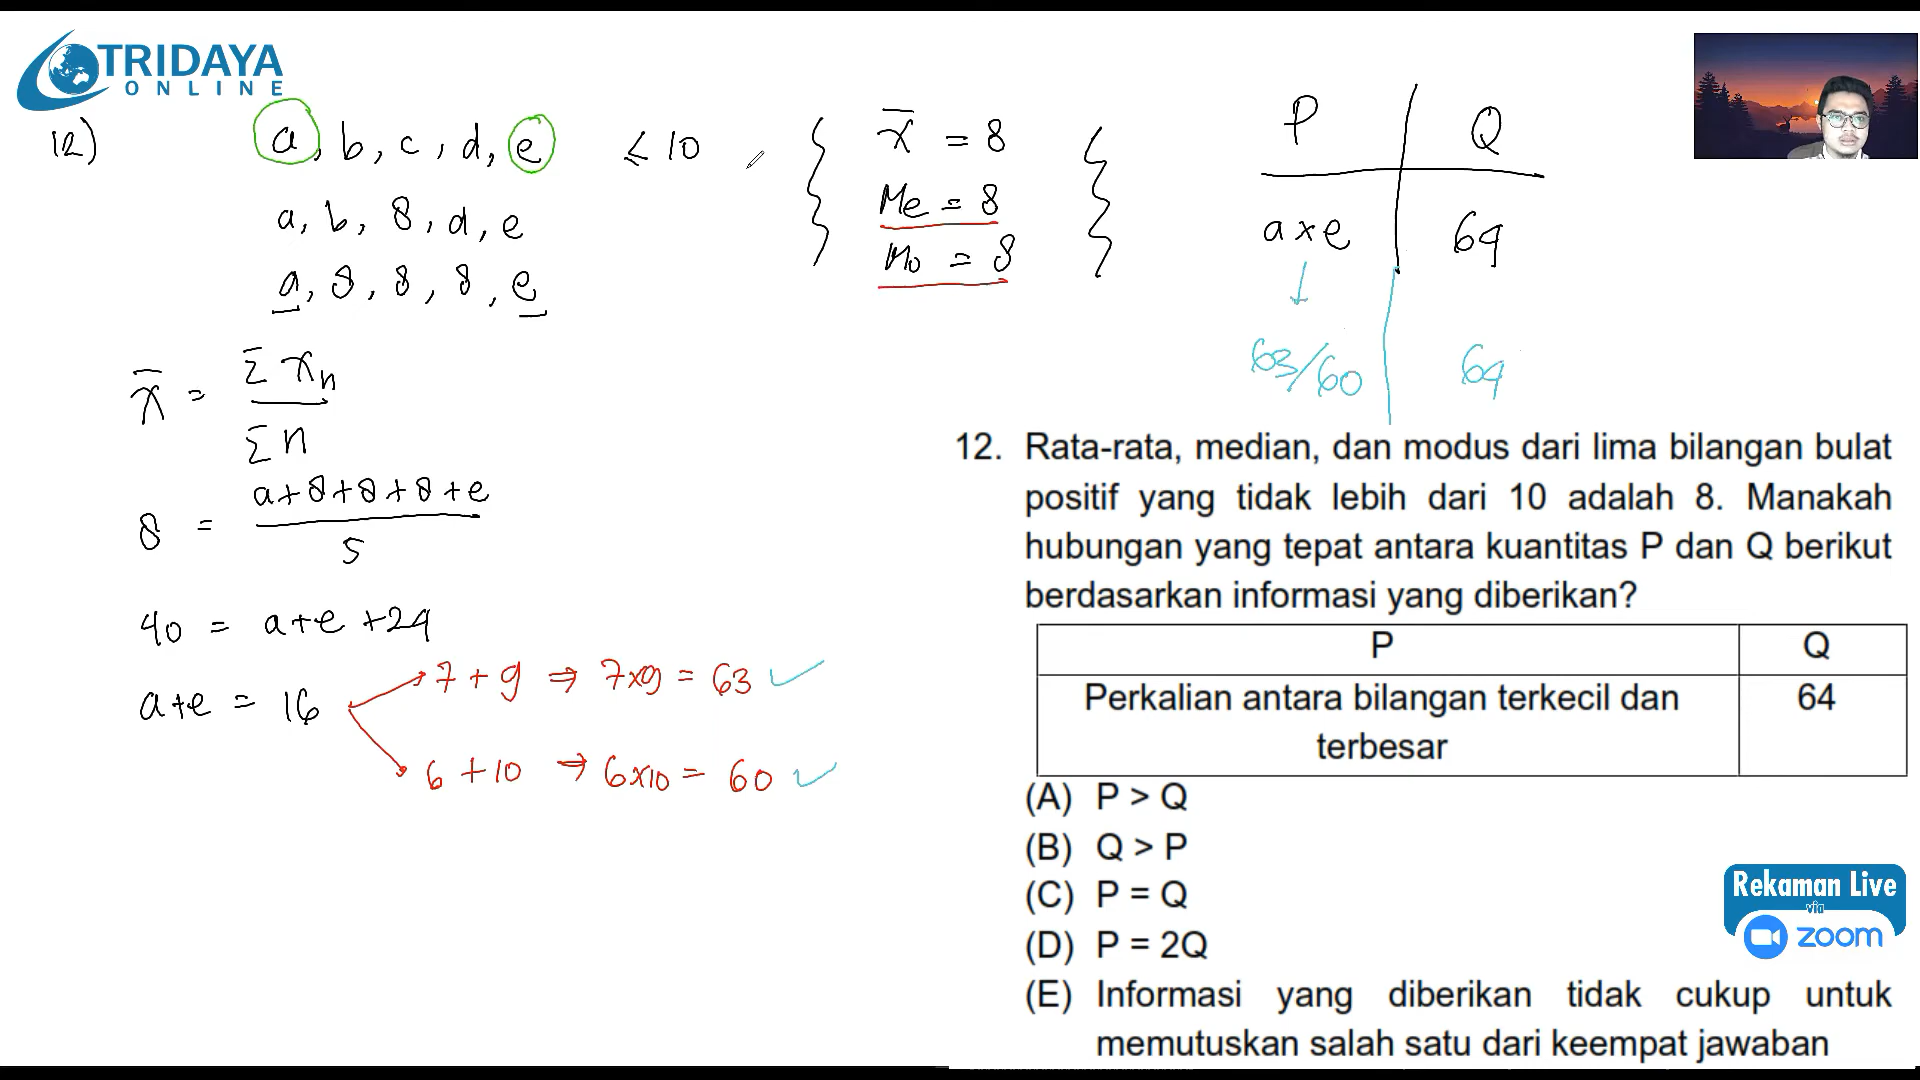 TRIDAYA
ONLINE
12)
a, b, c, d, e ≤ 10
a, b, 8, d, e
a, 8, 8, 8, e
x̄ = 8
Me = 8
Mo = 8
P Q
a×e 64
↓
63/60 64
x̄ = Σ xn / Σ n
8 = a+8+8+8+e / 5
40 = a+e+24
a+e = 16
7 + 9 ⇒ 7×9 = 63 ✓
6 + 10 ⇒ 6×10 = 60 ✓
12. Rata-rata, median, dan modus dari lima bilangan bulat
positif yang tidak lebih dari 10 adalah 8. Manakah
hubungan yang tepat antara kuantitas P dan Q berikut
berdasarkan informasi yang diberikan?
P Q
Perkalian antara bilangan terkecil dan 64
terbesar
(A) P > Q
(B) Q > P
(C) P = Q
(D) P = 2Q
(E) Informasi yang diberikan tidak cukup untuk
memutuskan salah satu dari keempat jawaban
Rekaman Live
via
zoom